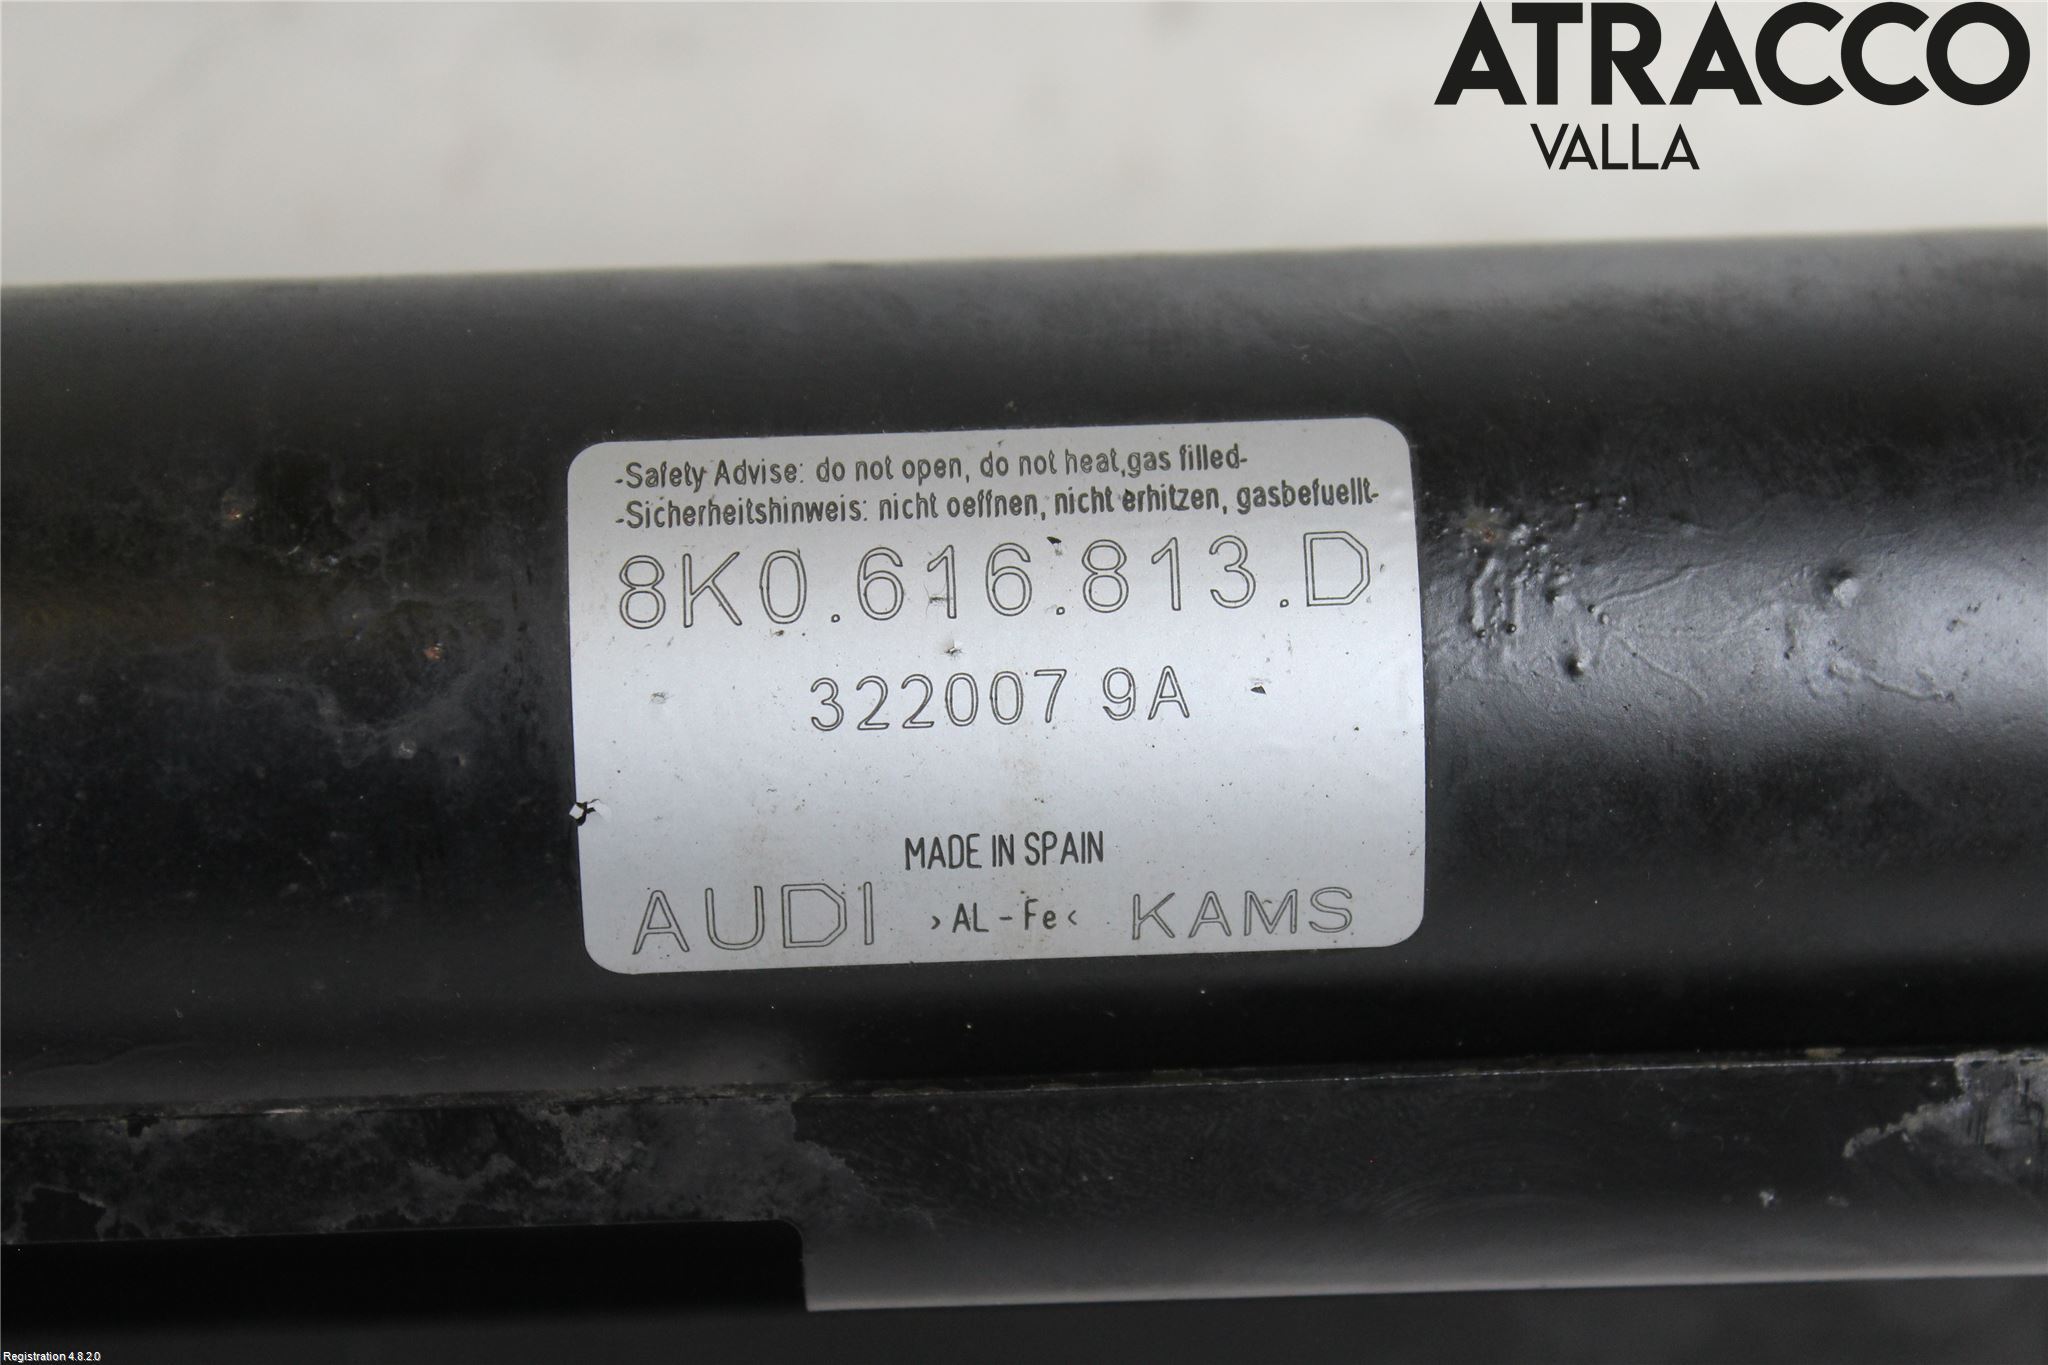 ATRACCO
VALLA
-Safety Advise: do not open, do not heat,gas filled-
-Sicherheitshinweis: nicht oeffnen, nicht erhitzen, gasbefuellt-
8K0.616.813.D
322007 9A
MADE IN SPAIN
AUDI >AL-Fe< KAMS
Registration 4.8.2.0